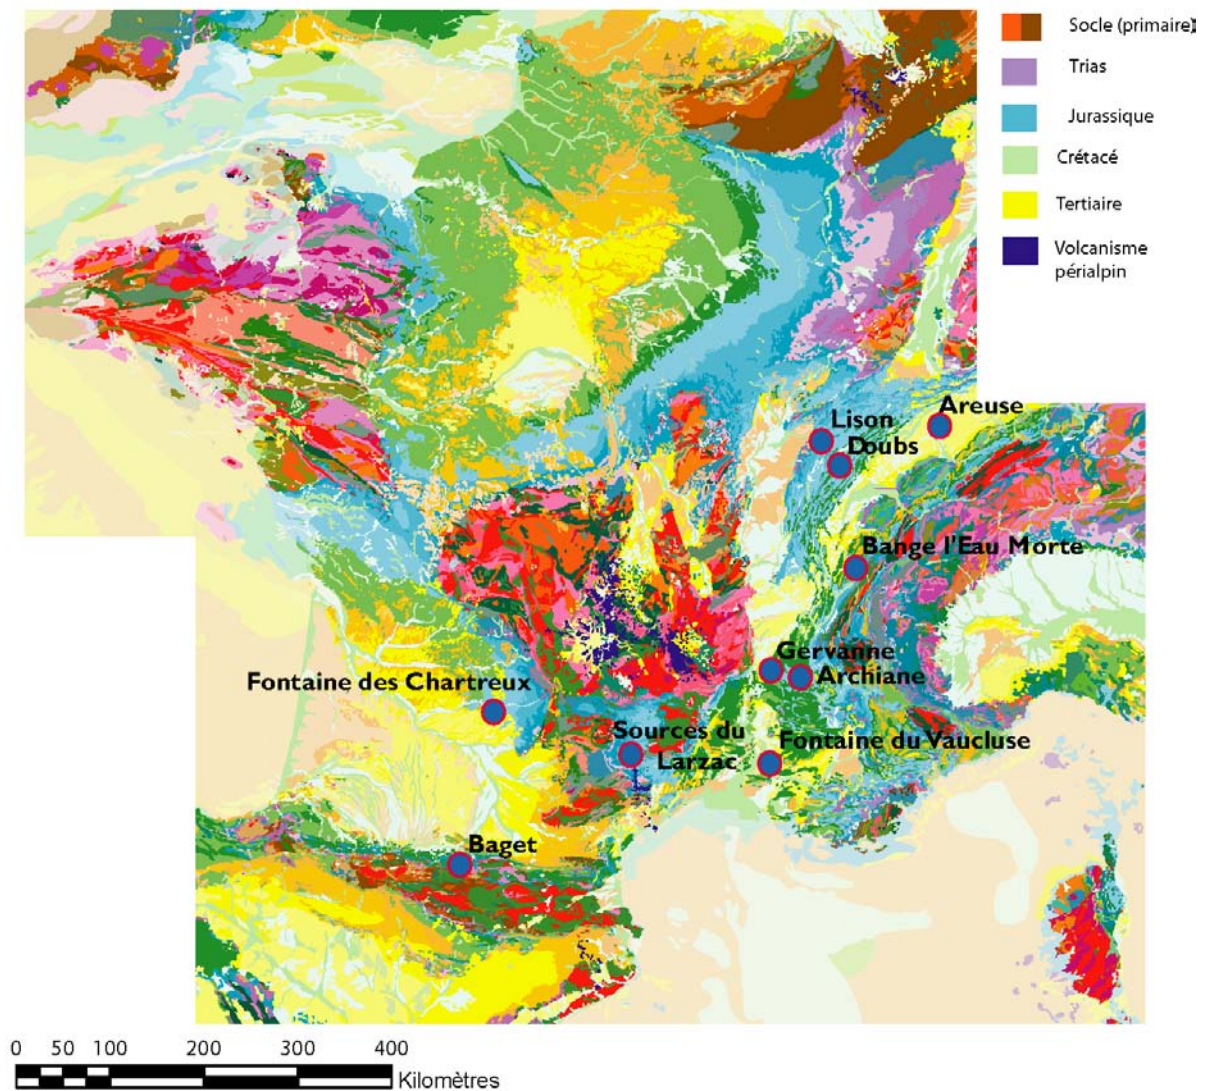 Socle (primaire)
Trias
Jurassique
Crétacé
Tertiaire
Volcanisme
périalpin
Areuse
Lison
Doubs
Bange l'Eau Morte
Gervanne
Archiane
Fontaine des Chartreux
Sources du
Larzac
Fontaine du Vaucluse
Baget
0 50 100 200 300 400
Kilomètres